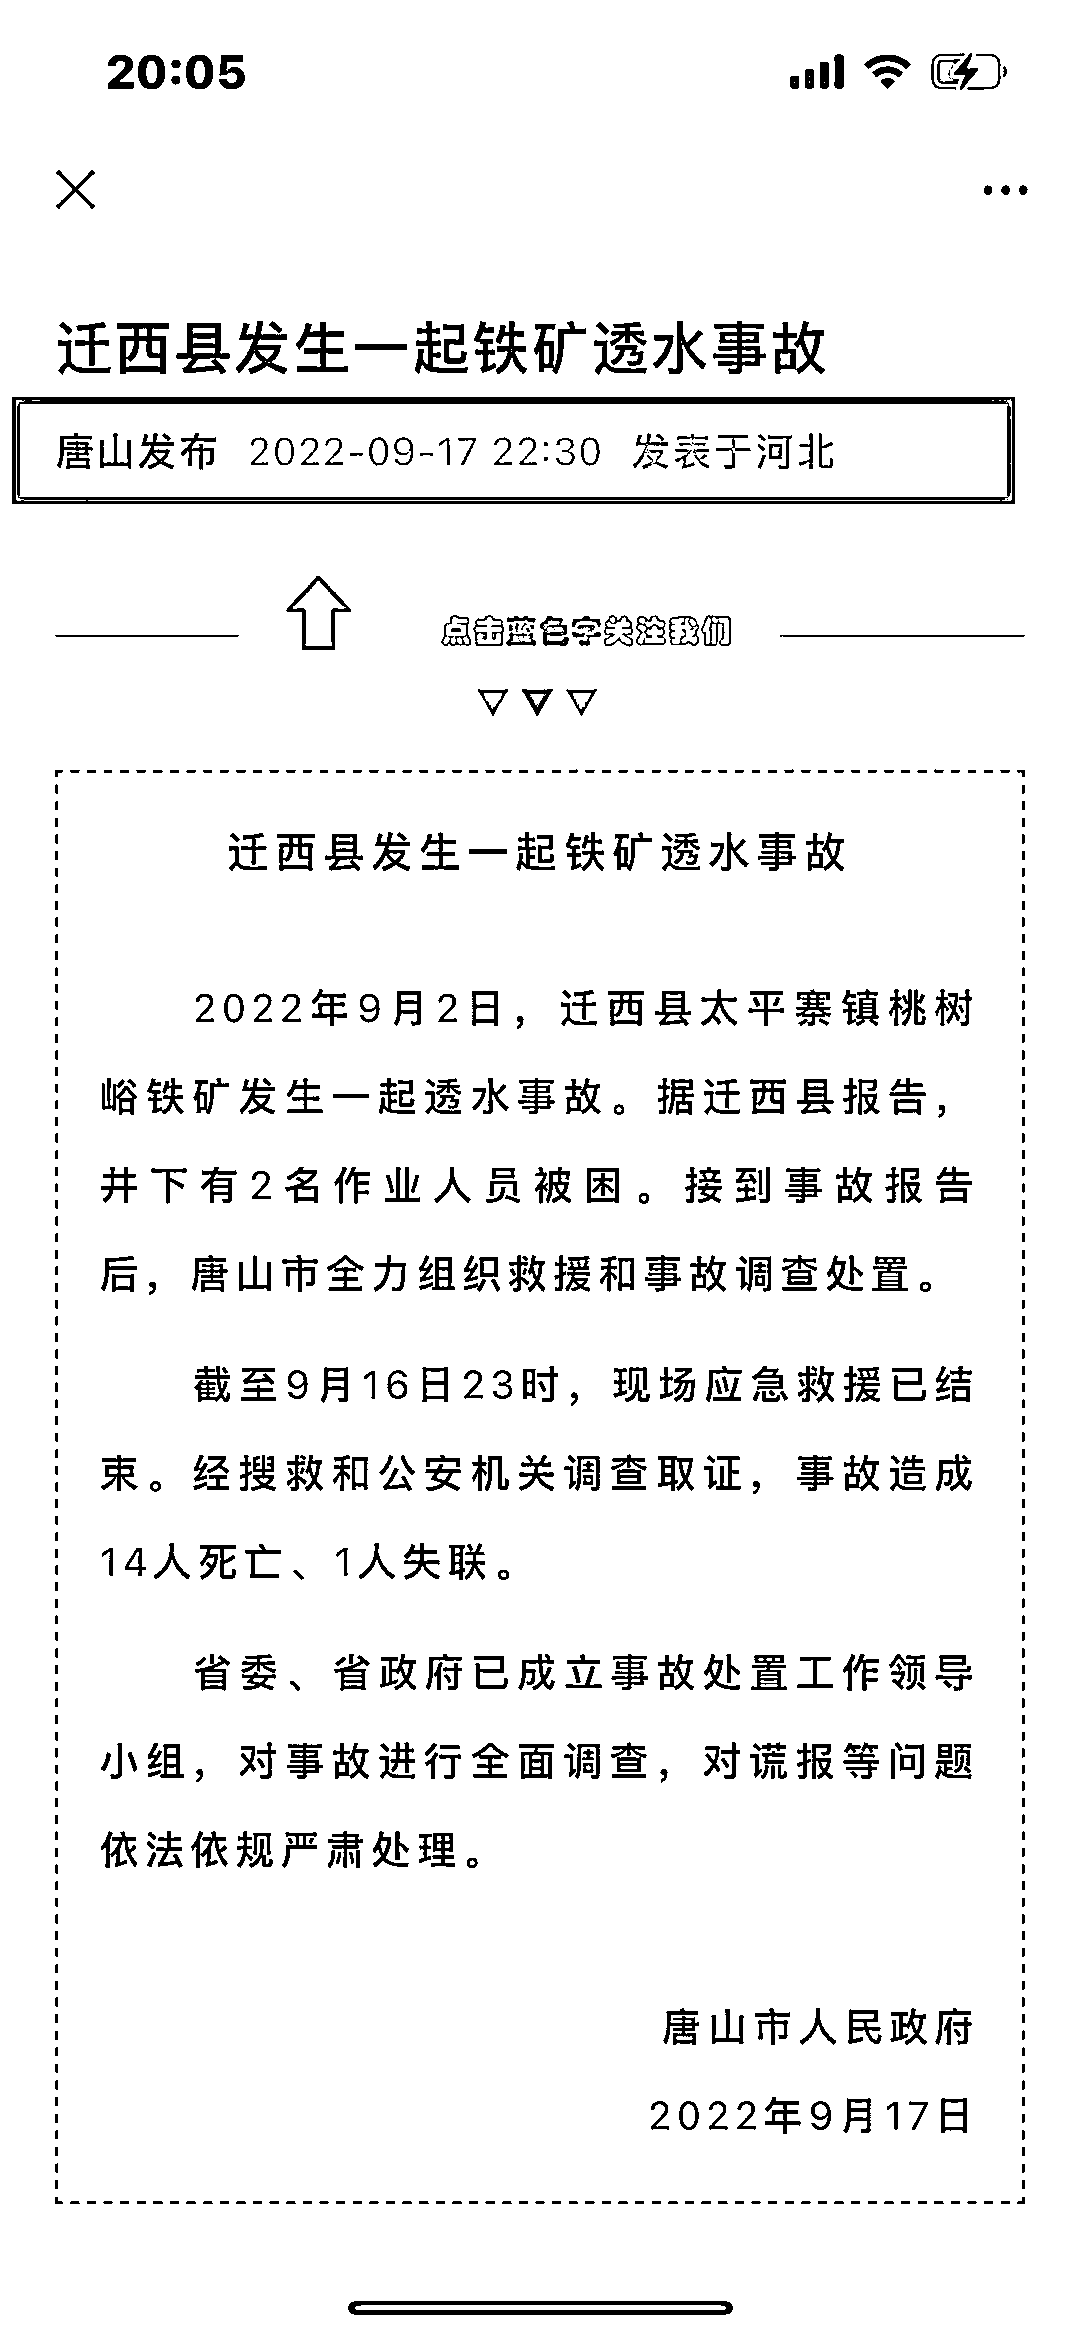 20:05
迁西县发生一起铁矿透水事故
唐山发布 2022-09-17 22:30 发表于河北
点击蓝色字关注我们
迁西县发生一起铁矿透水事故
2022年9月2日，迁西县太平寨镇桃树
峪铁矿发生一起透水事故。据迁西县报告，
井下有2名作业人员被困。接到事故报告
后，唐山市全力组织救援和事故调查处置。
截至9月16日23时，现场应急救援已结
束。经搜救和公安机关调查取证，事故造成
14人死亡、1人失联。
省委、省政府已成立事故处置工作领导
小组，对事故进行全面调查，对谎报等问题
依法依规严肃处理。
唐山市人民政府
2022年9月17日